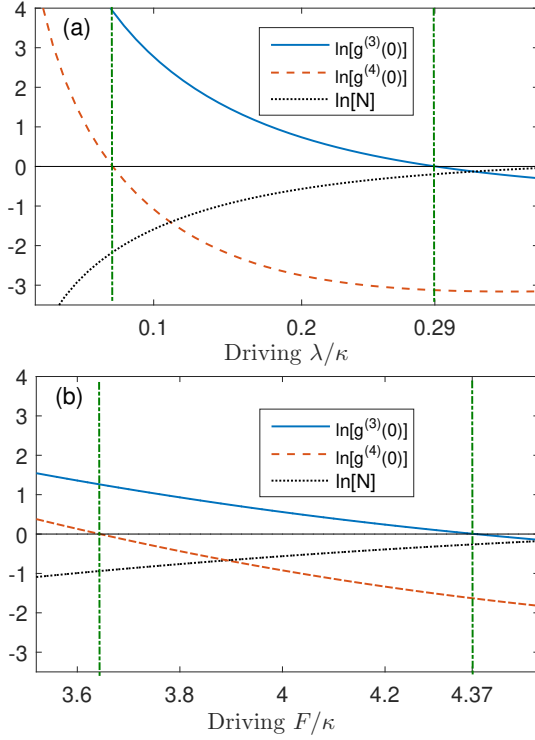 (a)
ln[g^(3)(0)]
ln[g^(4)(0)]
ln[N]
4
3
2
1
0
-1
-2
-3
0.1 0.2 0.29
Driving λ/κ
(b)
ln[g^(3)(0)]
ln[g^(4)(0)]
ln[N]
4
3
2
1
0
-1
-2
-3
3.6 3.8 4 4.2 4.37
Driving F/κ